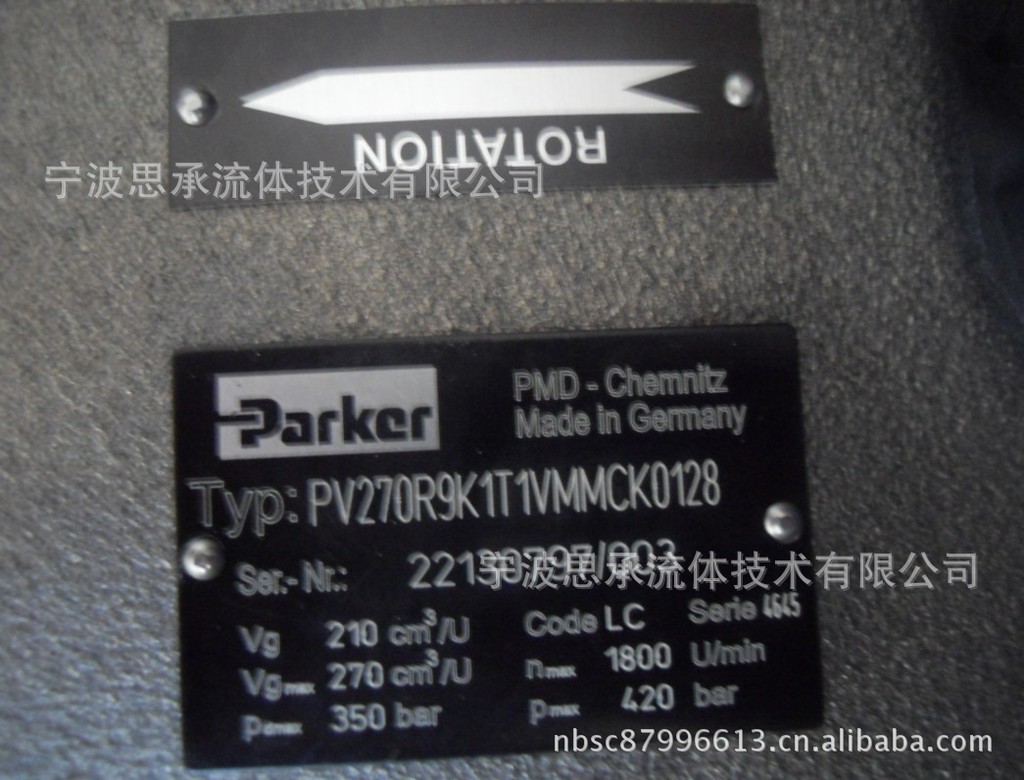 ROTATION
宁波思承流体技术有限公司
Parker
PMD - Chemnitz
Made in Germany
Typ: PV270R9K1T1VMMCK0128
Ser.-Nr.:
宁波思承流体技术有限公司
Vg 210 cm³/U Code LC Serie 4645
Vgmax 270 cm³/U nmax 1800 U/min
pdmax 350 bar pmax 420 bar
nbsc87996613.cn.alibaba.com